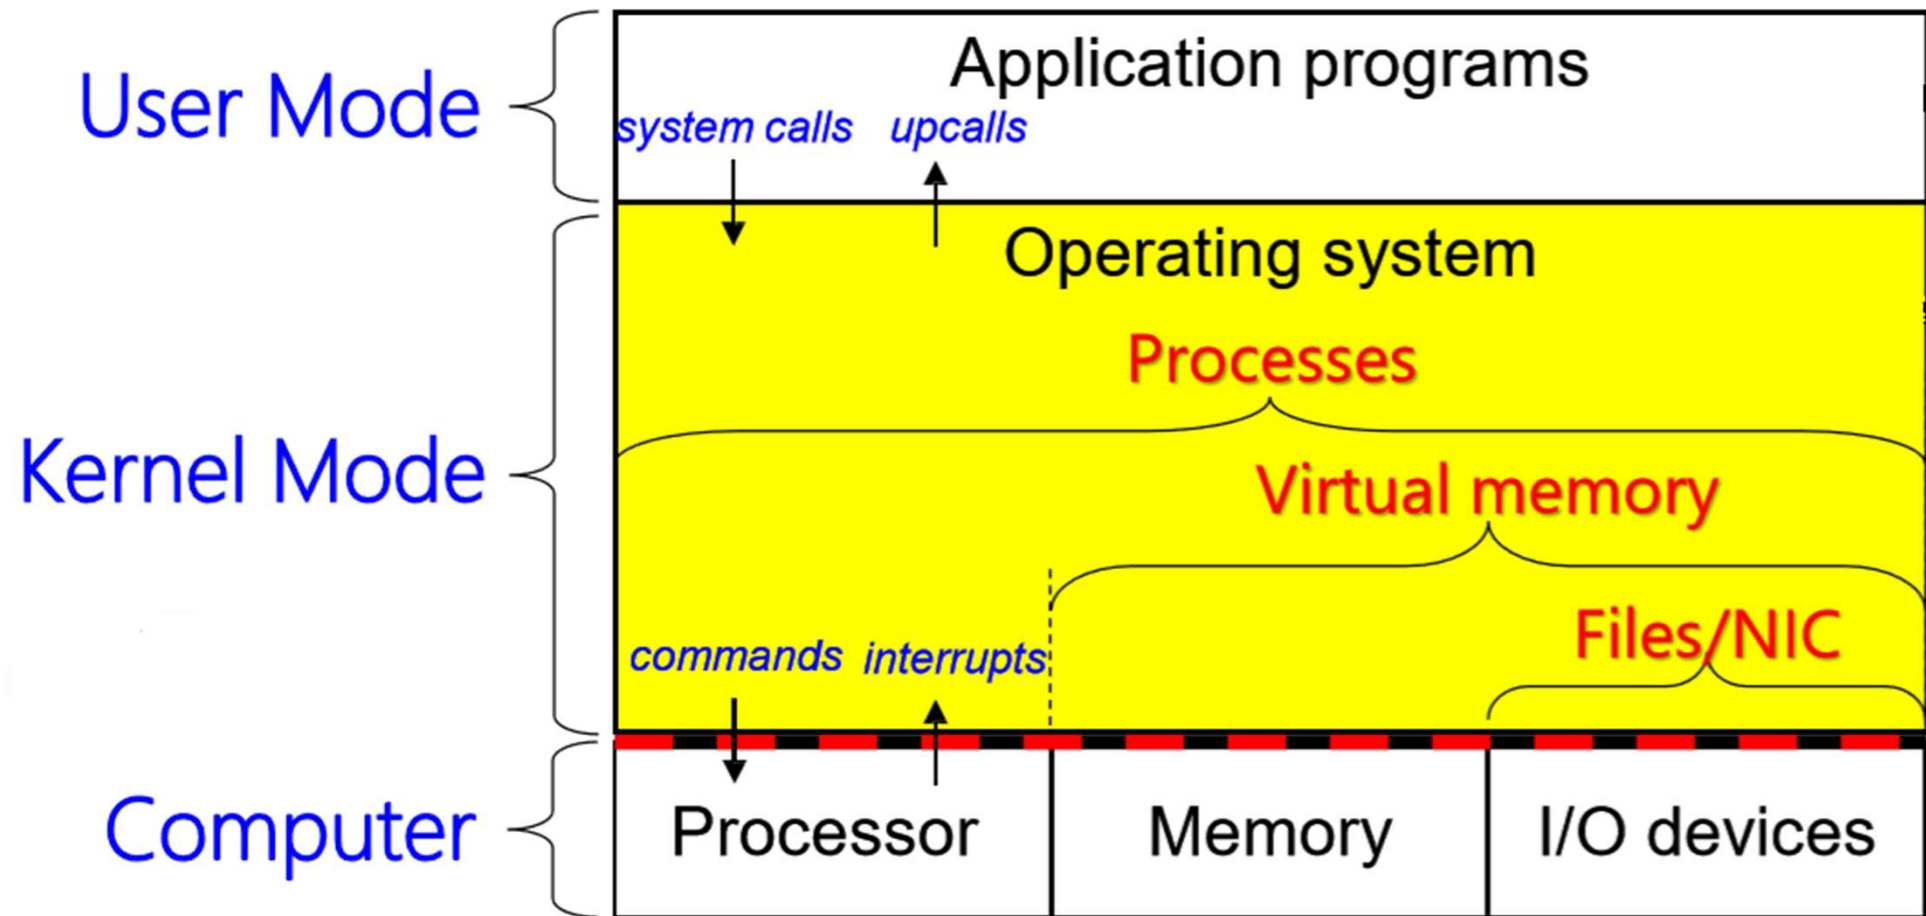 Application programs
User Mode
system calls upcalls
Operating system
Processes
Kernel Mode
Virtual memory
Files/NIC
commands interrupts
Computer
Processor
Memory
I/O devices